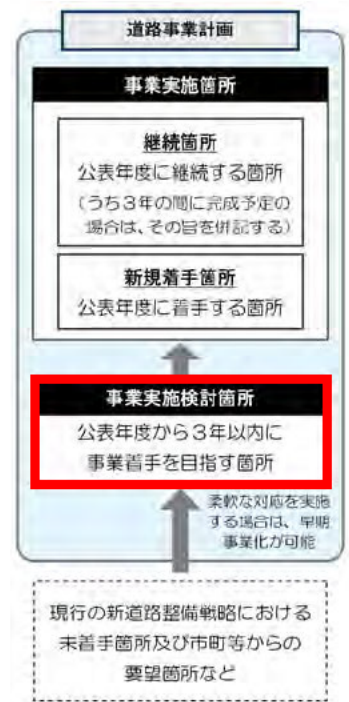 道路事業計画
事業実施箇所
継続箇所
公表年度に継続する箇所
(うち3年の間に完成予定の
場合は、その旨を併記する)
新規着手箇所
公表年度に着手する箇所
事業実施検討箇所
公表年度から3年以内に
事業着手を目指す箇所
柔軟な対応を実施
する場合は、早期
事業化が可能
現行の新道路整備戦略における
未着手箇所及び市町等からの
要望箇所など